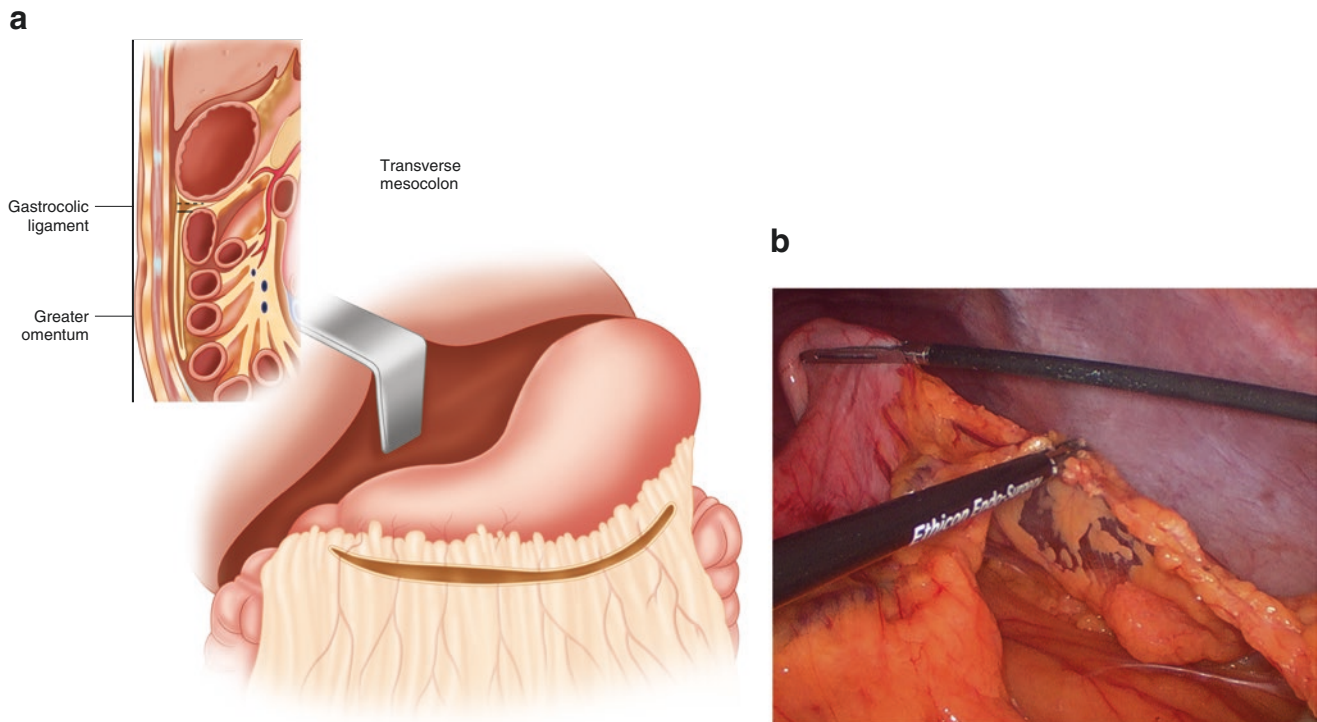 a
Transverse
mesocolon
Gastrocolic
ligament
b
Greater
omentum
Ethicon Endo-Surgery